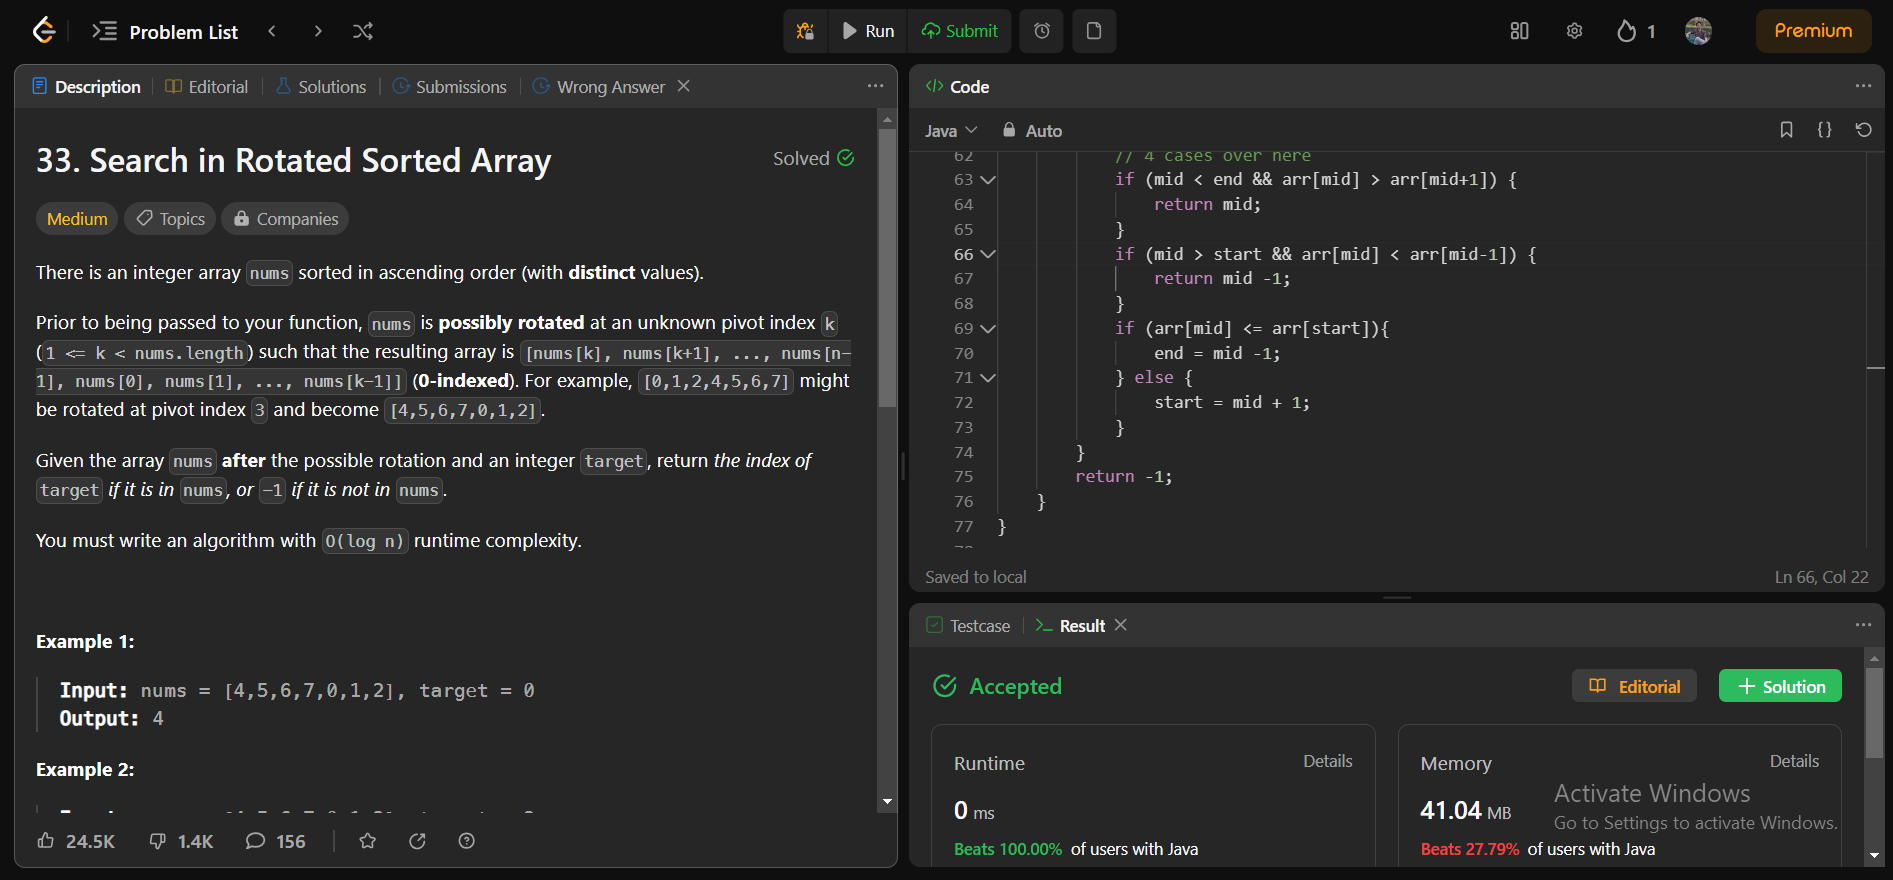 Problem List
Run
Submit
1
Premium
Description
Editorial
Solutions
Submissions
Wrong Answer
33. Search in Rotated Sorted Array
Solved
Medium
Topics
Companies
There is an integer array nums sorted in ascending order (with distinct values).
Prior to being passed to your function, nums is possibly rotated at an unknown pivot index k
(1 <= k < nums.length) such that the resulting array is [nums[k], nums[k+1], ..., nums[n-
1], nums[0], nums[1], ..., nums[k-1]] (0-indexed). For example, [0,1,2,4,5,6,7] might
be rotated at pivot index 3 and become [4,5,6,7,0,1,2].
Given the array nums after the possible rotation and an integer target, return the index of
target if it is in nums, or -1 if it is not in nums.
You must write an algorithm with O(log n) runtime complexity.
Example 1:
Input: nums = [4,5,6,7,0,1,2], target = 0
Output: 4
Example 2:
24.5K
1.4K
156
Code
Java
Auto
62 // 4 cases over here
63 if (mid < end && arr[mid] > arr[mid+1]) {
64 return mid;
65 }
66 if (mid > start && arr[mid] < arr[mid-1]) {
67 return mid -1;
68 }
69 if (arr[mid] <= arr[start]){
70 end = mid -1;
71 } else {
72 start = mid + 1;
73 }
74 }
75 return -1;
76 }
77 }
Saved to local
Ln 66, Col 22
Testcase
Result
Accepted
Editorial
Solution
Runtime
Details
0 ms
Beats 100.00% of users with Java
Memory
Details
41.04 MB
Beats 27.79% of users with Java
Activate Windows
Go to Settings to activate Windows.